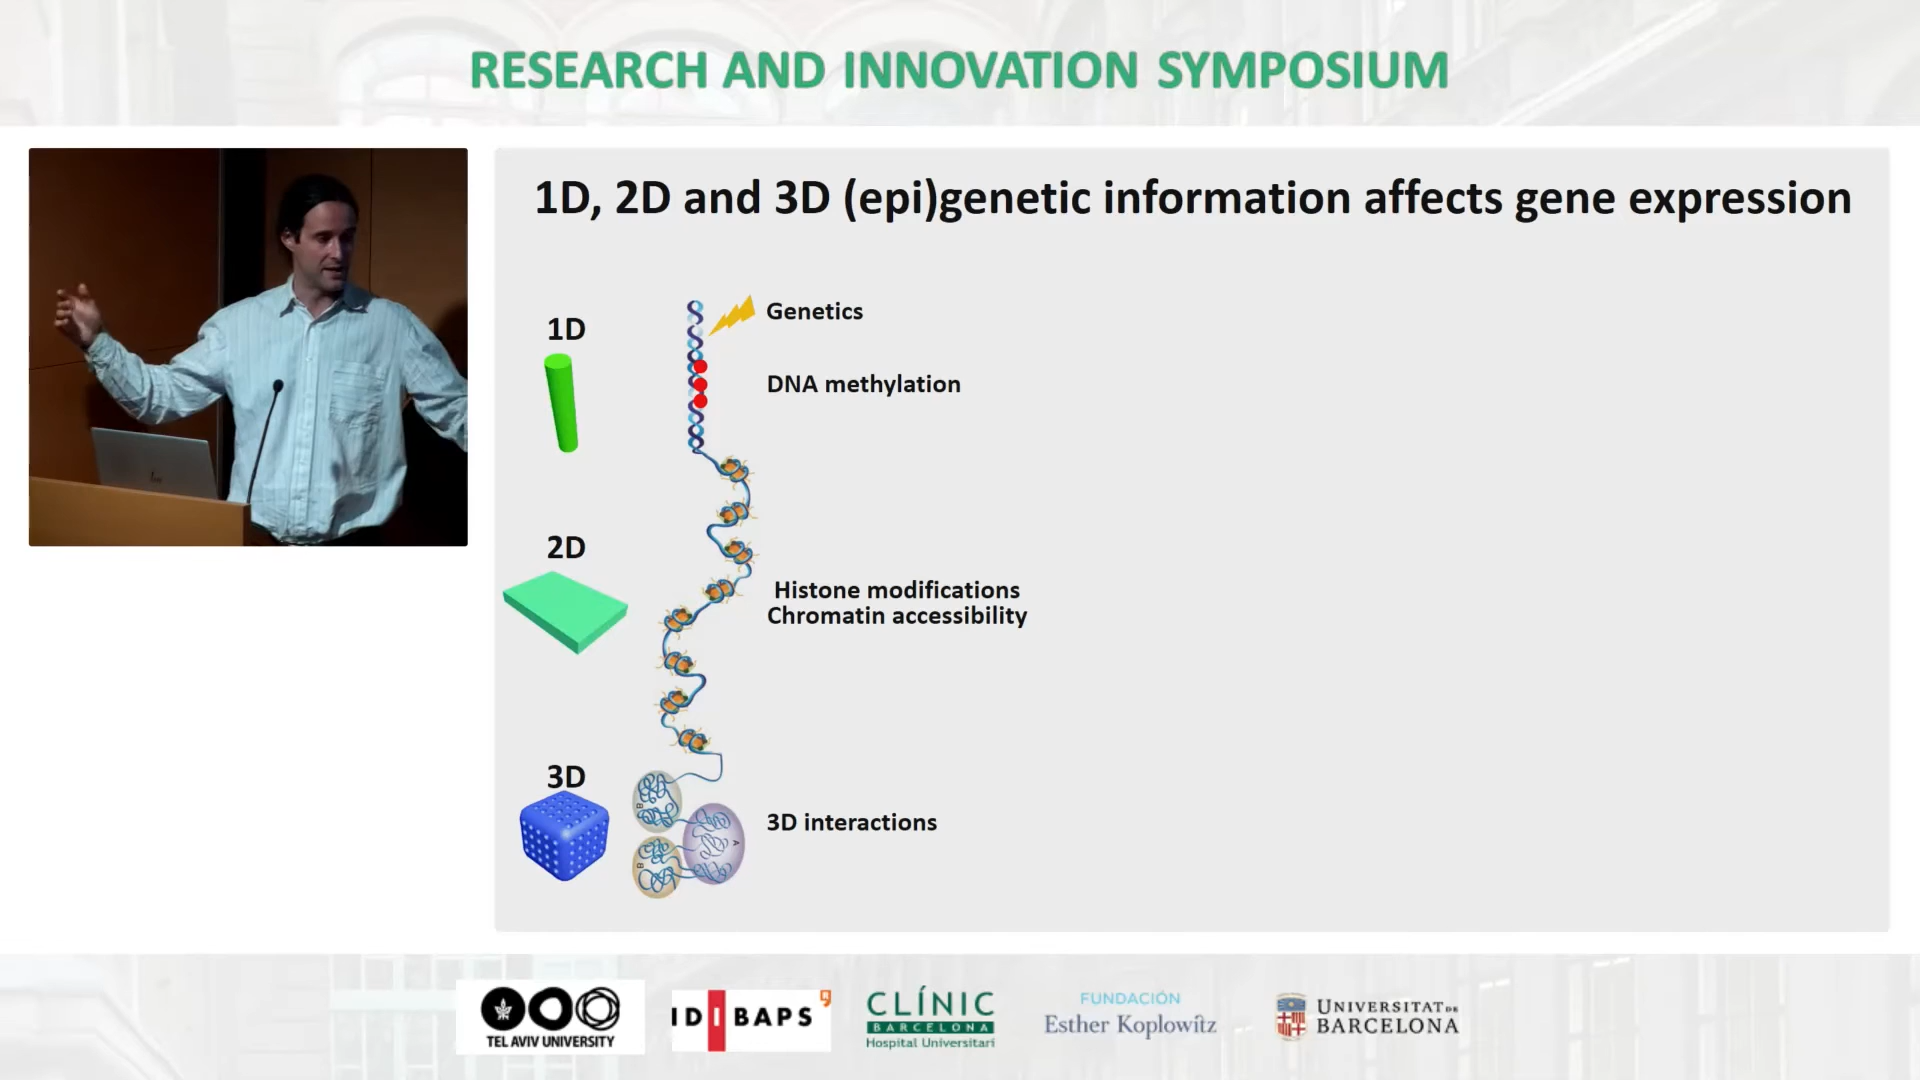 RESEARCH AND INNOVATION SYMPOSIUM
1D, 2D and 3D (epi)genetic information affects gene expression
1D
Genetics
DNA methylation
2D
Histone modifications
Chromatin accessibility
3D
B
A
B
3D interactions
TEL AVIV UNIVERSITY
IDIBAPS
CLÍNIC
BARCELONA
Hospital Universitari
FUNDACIÓN
Esther Koplowitz
UNIVERSITAT DE
BARCELONA